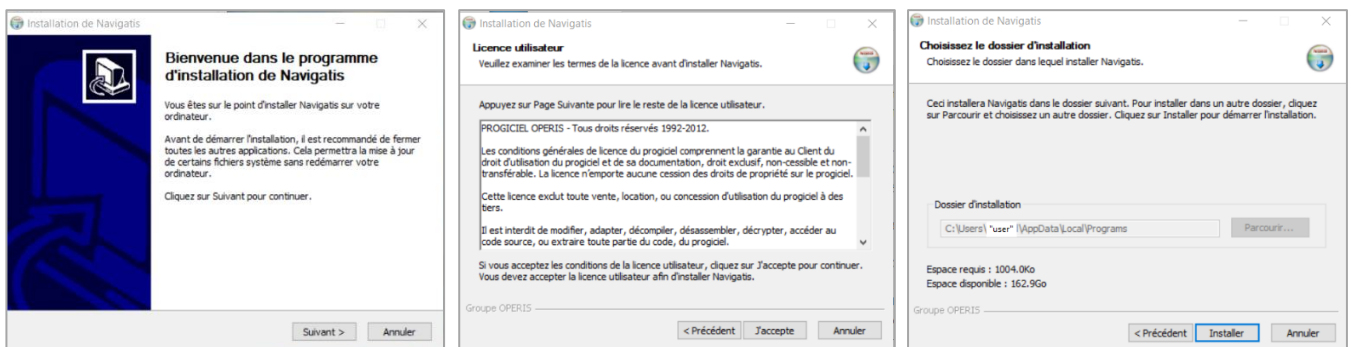 Installation de Navigatis
Bienvenue dans le programme
d'installation de Navigatis
Vous êtes sur le point d'installer Navigatis sur votre
ordinateur.
Avant de démarrer l'installation, il est recommandé de fermer
toutes les autres applications. Cela permettra la mise à jour
de certains fichiers système sans redémarrer votre
ordinateur.
Cliquez sur Suivant pour continuer.
Suivant >
Annuler
Installation de Navigatis
Licence utilisateur
Veuillez examiner les termes de la licence avant d'installer Navigatis.
Appuyez sur Page Suivante pour lire le reste de la licence utilisateur.
PROGICIEL OPERIS - Tous droits réservés 1992-2012.
Les conditions générales de licence du progiciel comprennent la garantie au Client du
droit d'utilisation du progiciel et de sa documentation, droit exclusif, non-cessible et non-
transférable. La licence n'emporte aucune cession des droits de propriété sur le progiciel.
Cette licence exclut toute vente, location, ou concession d'utilisation du progiciel à des
tiers.
Il est interdit de modifier, adapter, décompiler, désassembler, décrypter, accéder au
code source, ou extraire toute partie du code, du progiciel.
Si vous acceptez les conditions de la licence utilisateur, cliquez sur J'accepte pour continuer.
Vous devez accepter la licence utilisateur afin d'installer Navigatis.
Groupe OPERIS
< Précédent
J'accepte
Annuler
Installation de Navigatis
Choisissez le dossier d'installation
Choisissez le dossier dans lequel installer Navigatis.
Ceci installera Navigatis dans le dossier suivant. Pour installer dans un autre dossier, cliquez
sur Parcourir et choisissez un autre dossier. Cliquez sur Installer pour démarrer l'installation.
Dossier d'installation
C:\Users\ "user" l\AppData\Local\Programs
Parcourir...
Espace requis : 1004.0Ko
Espace disponible : 162.9Go
Groupe OPERIS
< Précédent
Installer
Annuler